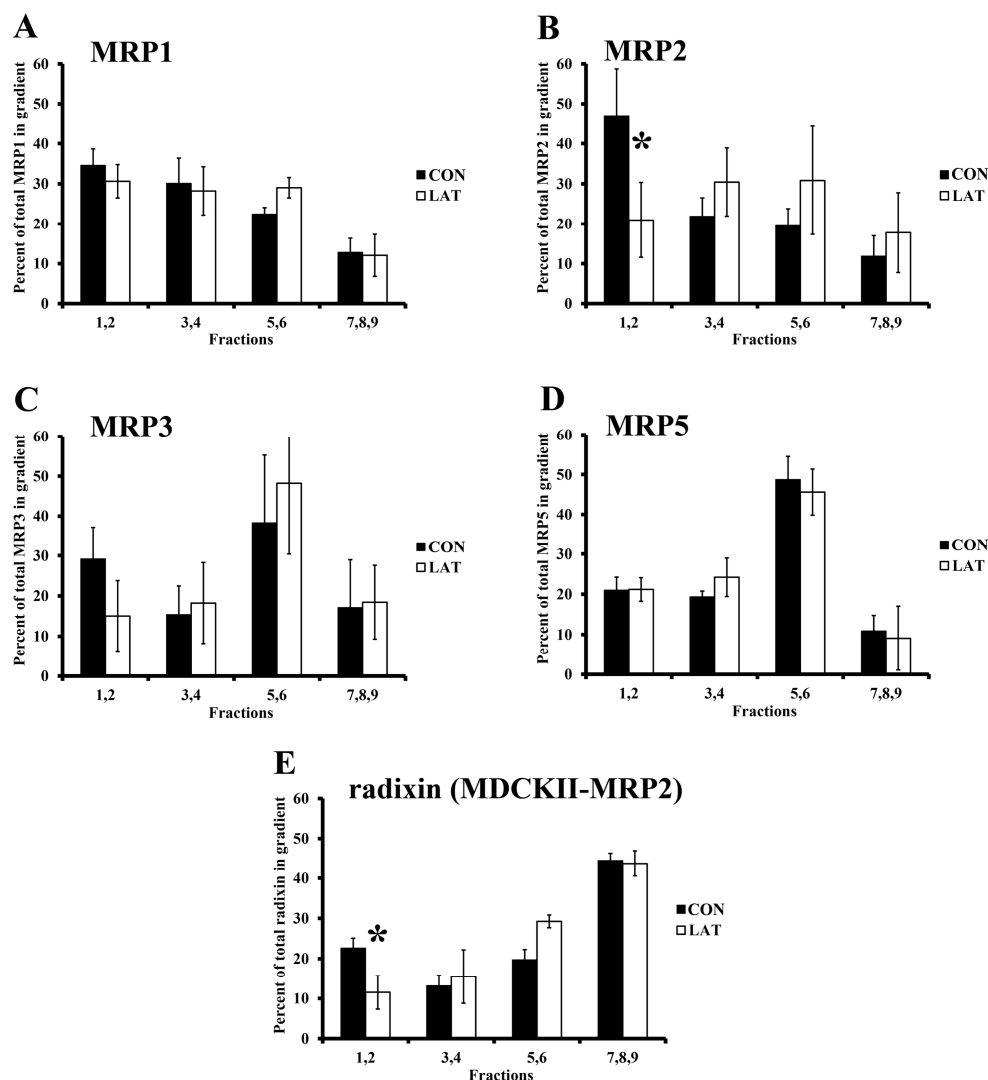 A
MRP1
Percent of total MRP1 in gradient
60
50
40
30
20
10
0
1,2 3,4 5,6 7,8,9
Fractions
CON
LAT
B
MRP2
Percent of total MRP2 in gradient
60
50
40
30
20
10
0
*
1,2 3,4 5,6 7,8,9
Fractions
CON
LAT
C
MRP3
Percent of total MRP3 in gradient
60
50
40
30
20
10
0
1,2 3,4 5,6 7,8,9
Fractions
CON
LAT
D
MRP5
Percent of total MRP5 in gradient
60
50
40
30
20
10
0
1,2 3,4 5,6 7,8,9
Fractions
CON
LAT
E
radixin (MDCKII-MRP2)
Percent of total radixin in gradient
60
50
40
30
20
10
0
*
1,2 3,4 5,6 7,8,9
Fractions
CON
LAT